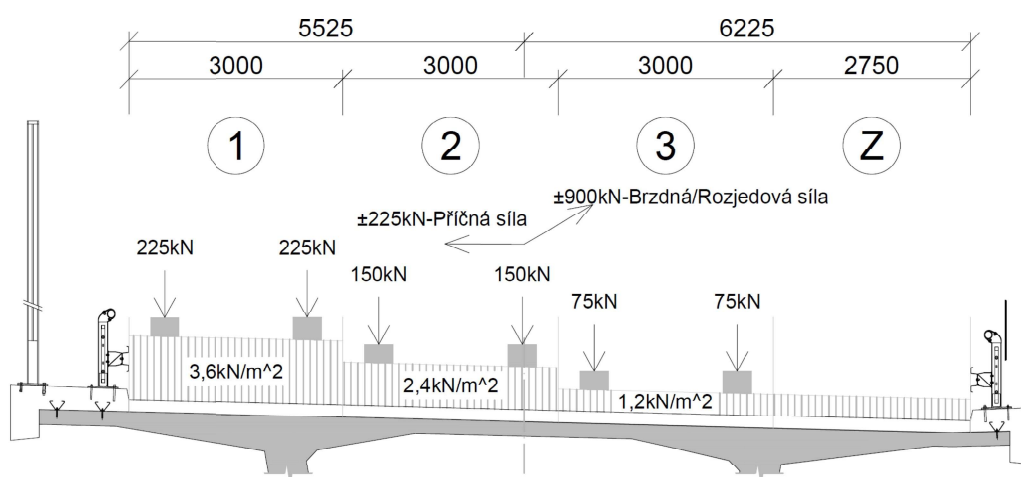 5525 6225
3000 3000 3000 2750
1 2 3 Z
±900kN-Brzdná/Rozjedová síla
±225kN-Příčná síla
225kN 225kN
150kN 150kN
75kN 75kN
3,6kN/m^2
2,4kN/m^2
1,2kN/m^2